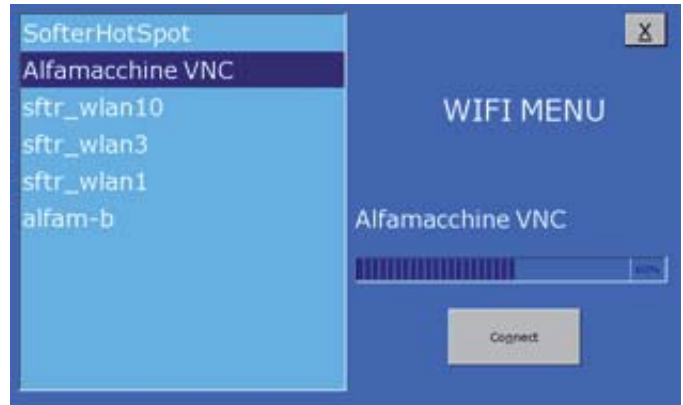 SofterHotSpot
Alfamacchine VNC
sftr_wlan10
sftr_wlan3
sftr_wlan1
alfam-b
X
WIFI MENU
Alfamacchine VNC
Connect